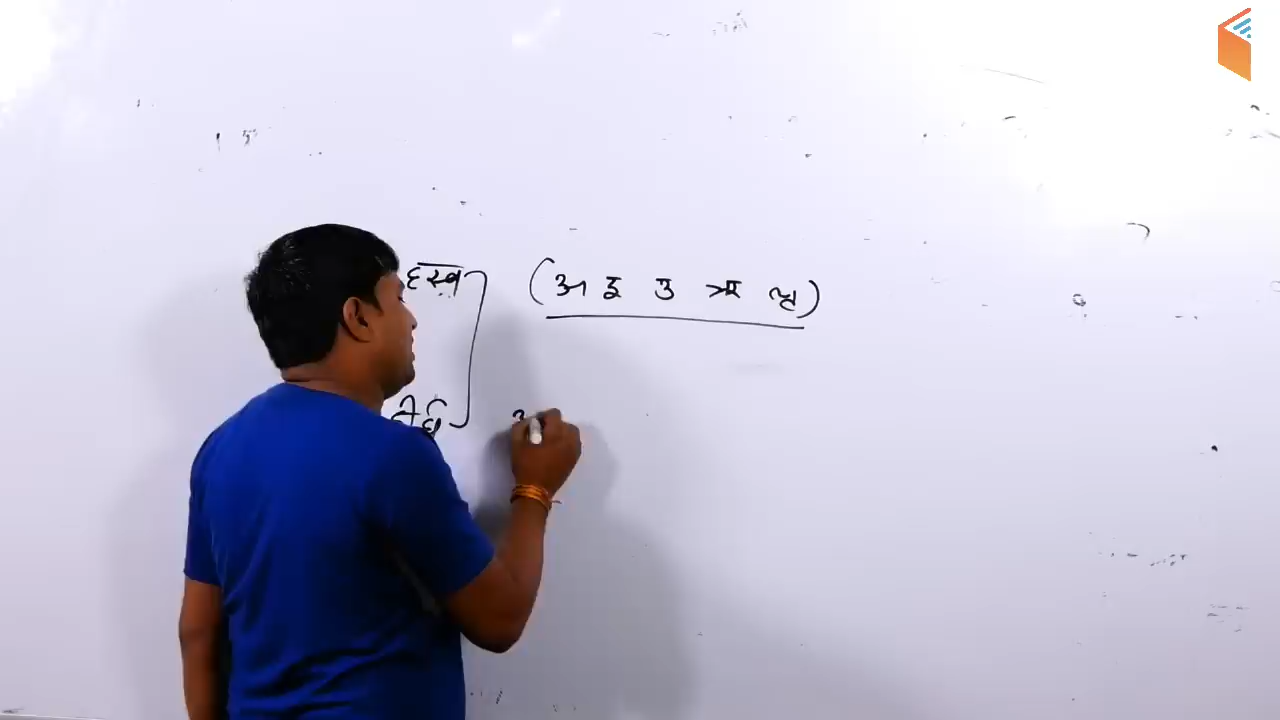 ह्रस्व (अ इ उ ऋ लृ)
दीर्घ